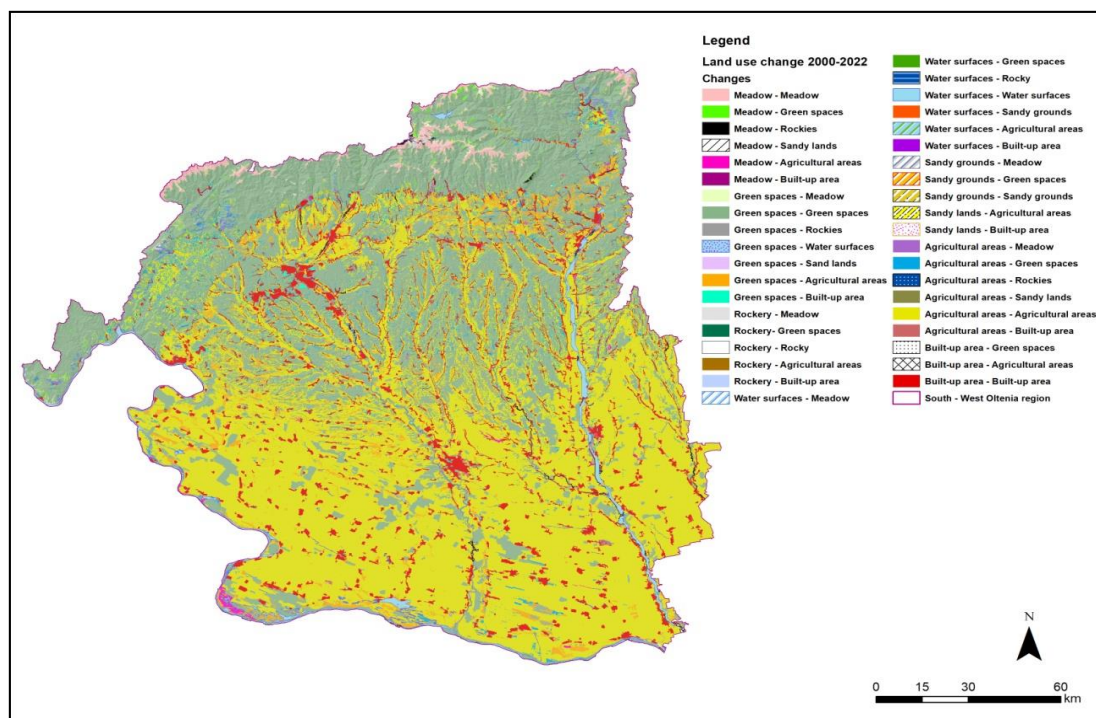 Legend
Land use change 2000-2022
Changes
Meadow - Meadow
Meadow - Green spaces
Meadow - Rockies
Meadow - Sandy lands
Meadow - Agricultural areas
Meadow - Built-up area
Green spaces - Meadow
Green spaces - Green spaces
Green spaces - Rockies
Green spaces - Water surfaces
Green spaces - Sand lands
Green spaces - Agricultural areas
Green spaces - Built-up area
Rockery - Meadow
Rockery- Green spaces
Rockery - Rocky
Rockery - Agricultural areas
Rockery - Built-up area
Water surfaces - Meadow
Water surfaces - Green spaces
Water surfaces - Rocky
Water surfaces - Water surfaces
Water surfaces - Sandy grounds
Water surfaces - Agricultural areas
Water surfaces - Built-up area
Sandy grounds - Meadow
Sandy grounds - Green spaces
Sandy grounds - Sandy grounds
Sandy lands - Agricultural areas
Sandy lands - Built-up area
Agricultural areas - Meadow
Agricultural areas - Green spaces
Agricultural areas - Rockies
Agricultural areas - Sandy lands
Agricultural areas - Agricultural areas
Agricultural areas - Built-up area
Built-up area - Green spaces
Built-up area - Agricultural areas
Built-up area - Built-up area
South - West Oltenia region
N
0 15 30 60
km